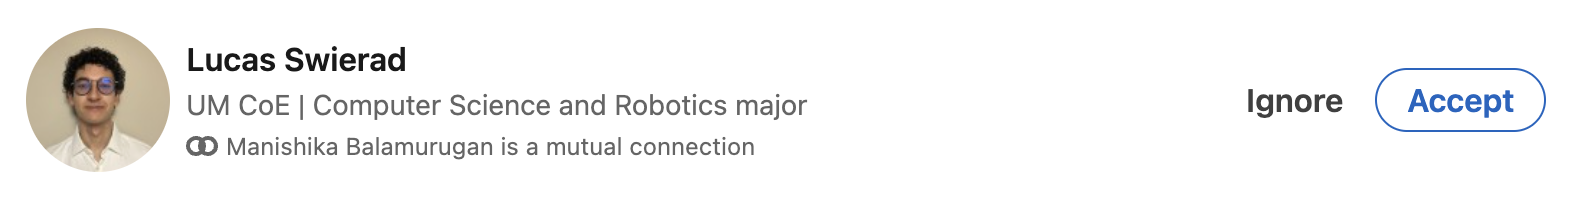 Lucas Swierad
UM CoE | Computer Science and Robotics major
Manishika Balamurugan is a mutual connection
Ignore
Accept